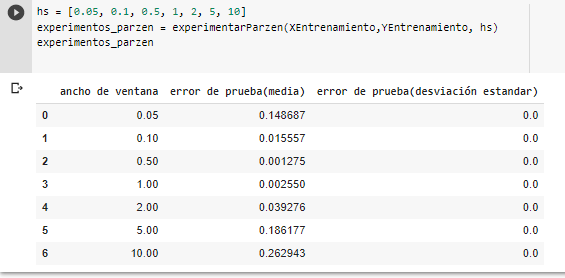 hs = [0.05, 0.1, 0.5, 1, 2, 5, 10]
experimentos_parzen = experimentarParzen(XEntrenamiento,YEntrenamiento, hs)
experimentos_parzen
ancho de ventana error de prueba(media) error de prueba(desviación estandar)
0 0.05 0.148687 0.0
1 0.10 0.015557 0.0
2 0.50 0.001275 0.0
3 1.00 0.002550 0.0
4 2.00 0.039276 0.0
5 5.00 0.186177 0.0
6 10.00 0.262943 0.0